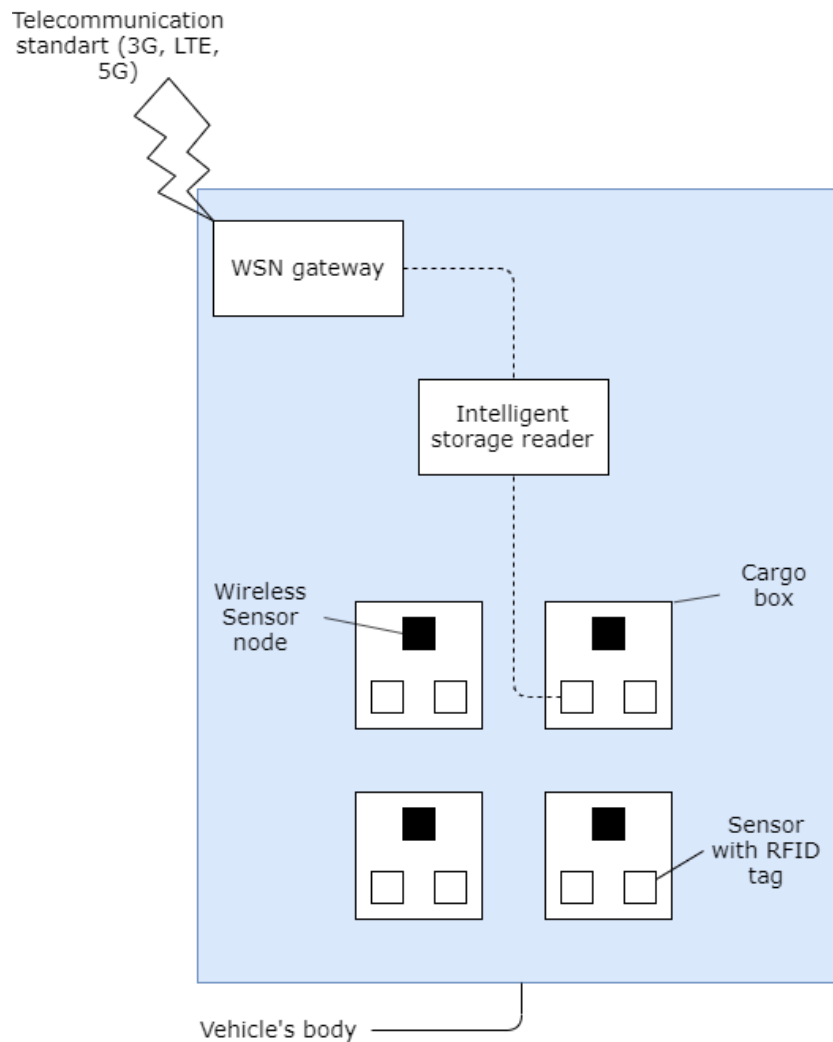 Telecommunication
standart (3G, LTE,
5G)
WSN gateway
Intelligent
storage reader
Wireless
Sensor
node
Cargo
box
Sensor
with RFID
tag
Vehicle's body